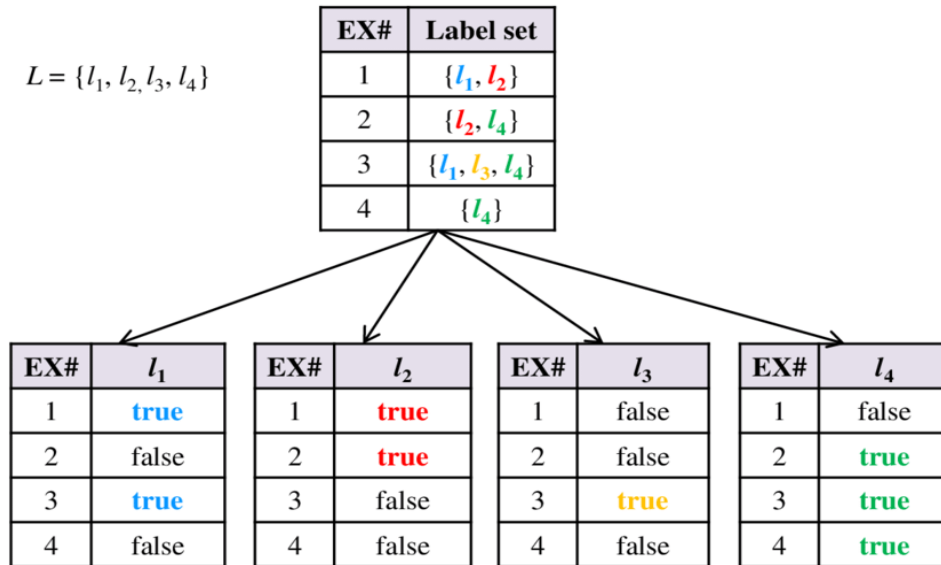 EX# Label set
L = {l₁, l₂, l₃, l₄}
1 {l₁, l₂}
2 {l₂, l₄}
3 {l₁, l₃, l₄}
4 {l₄}
EX# l₁
1 true
2 false
3 true
4 false
EX# l₂
1 true
2 true
3 false
4 false
EX# l₃
1 false
2 false
3 true
4 false
EX# l₄
1 false
2 true
3 true
4 true